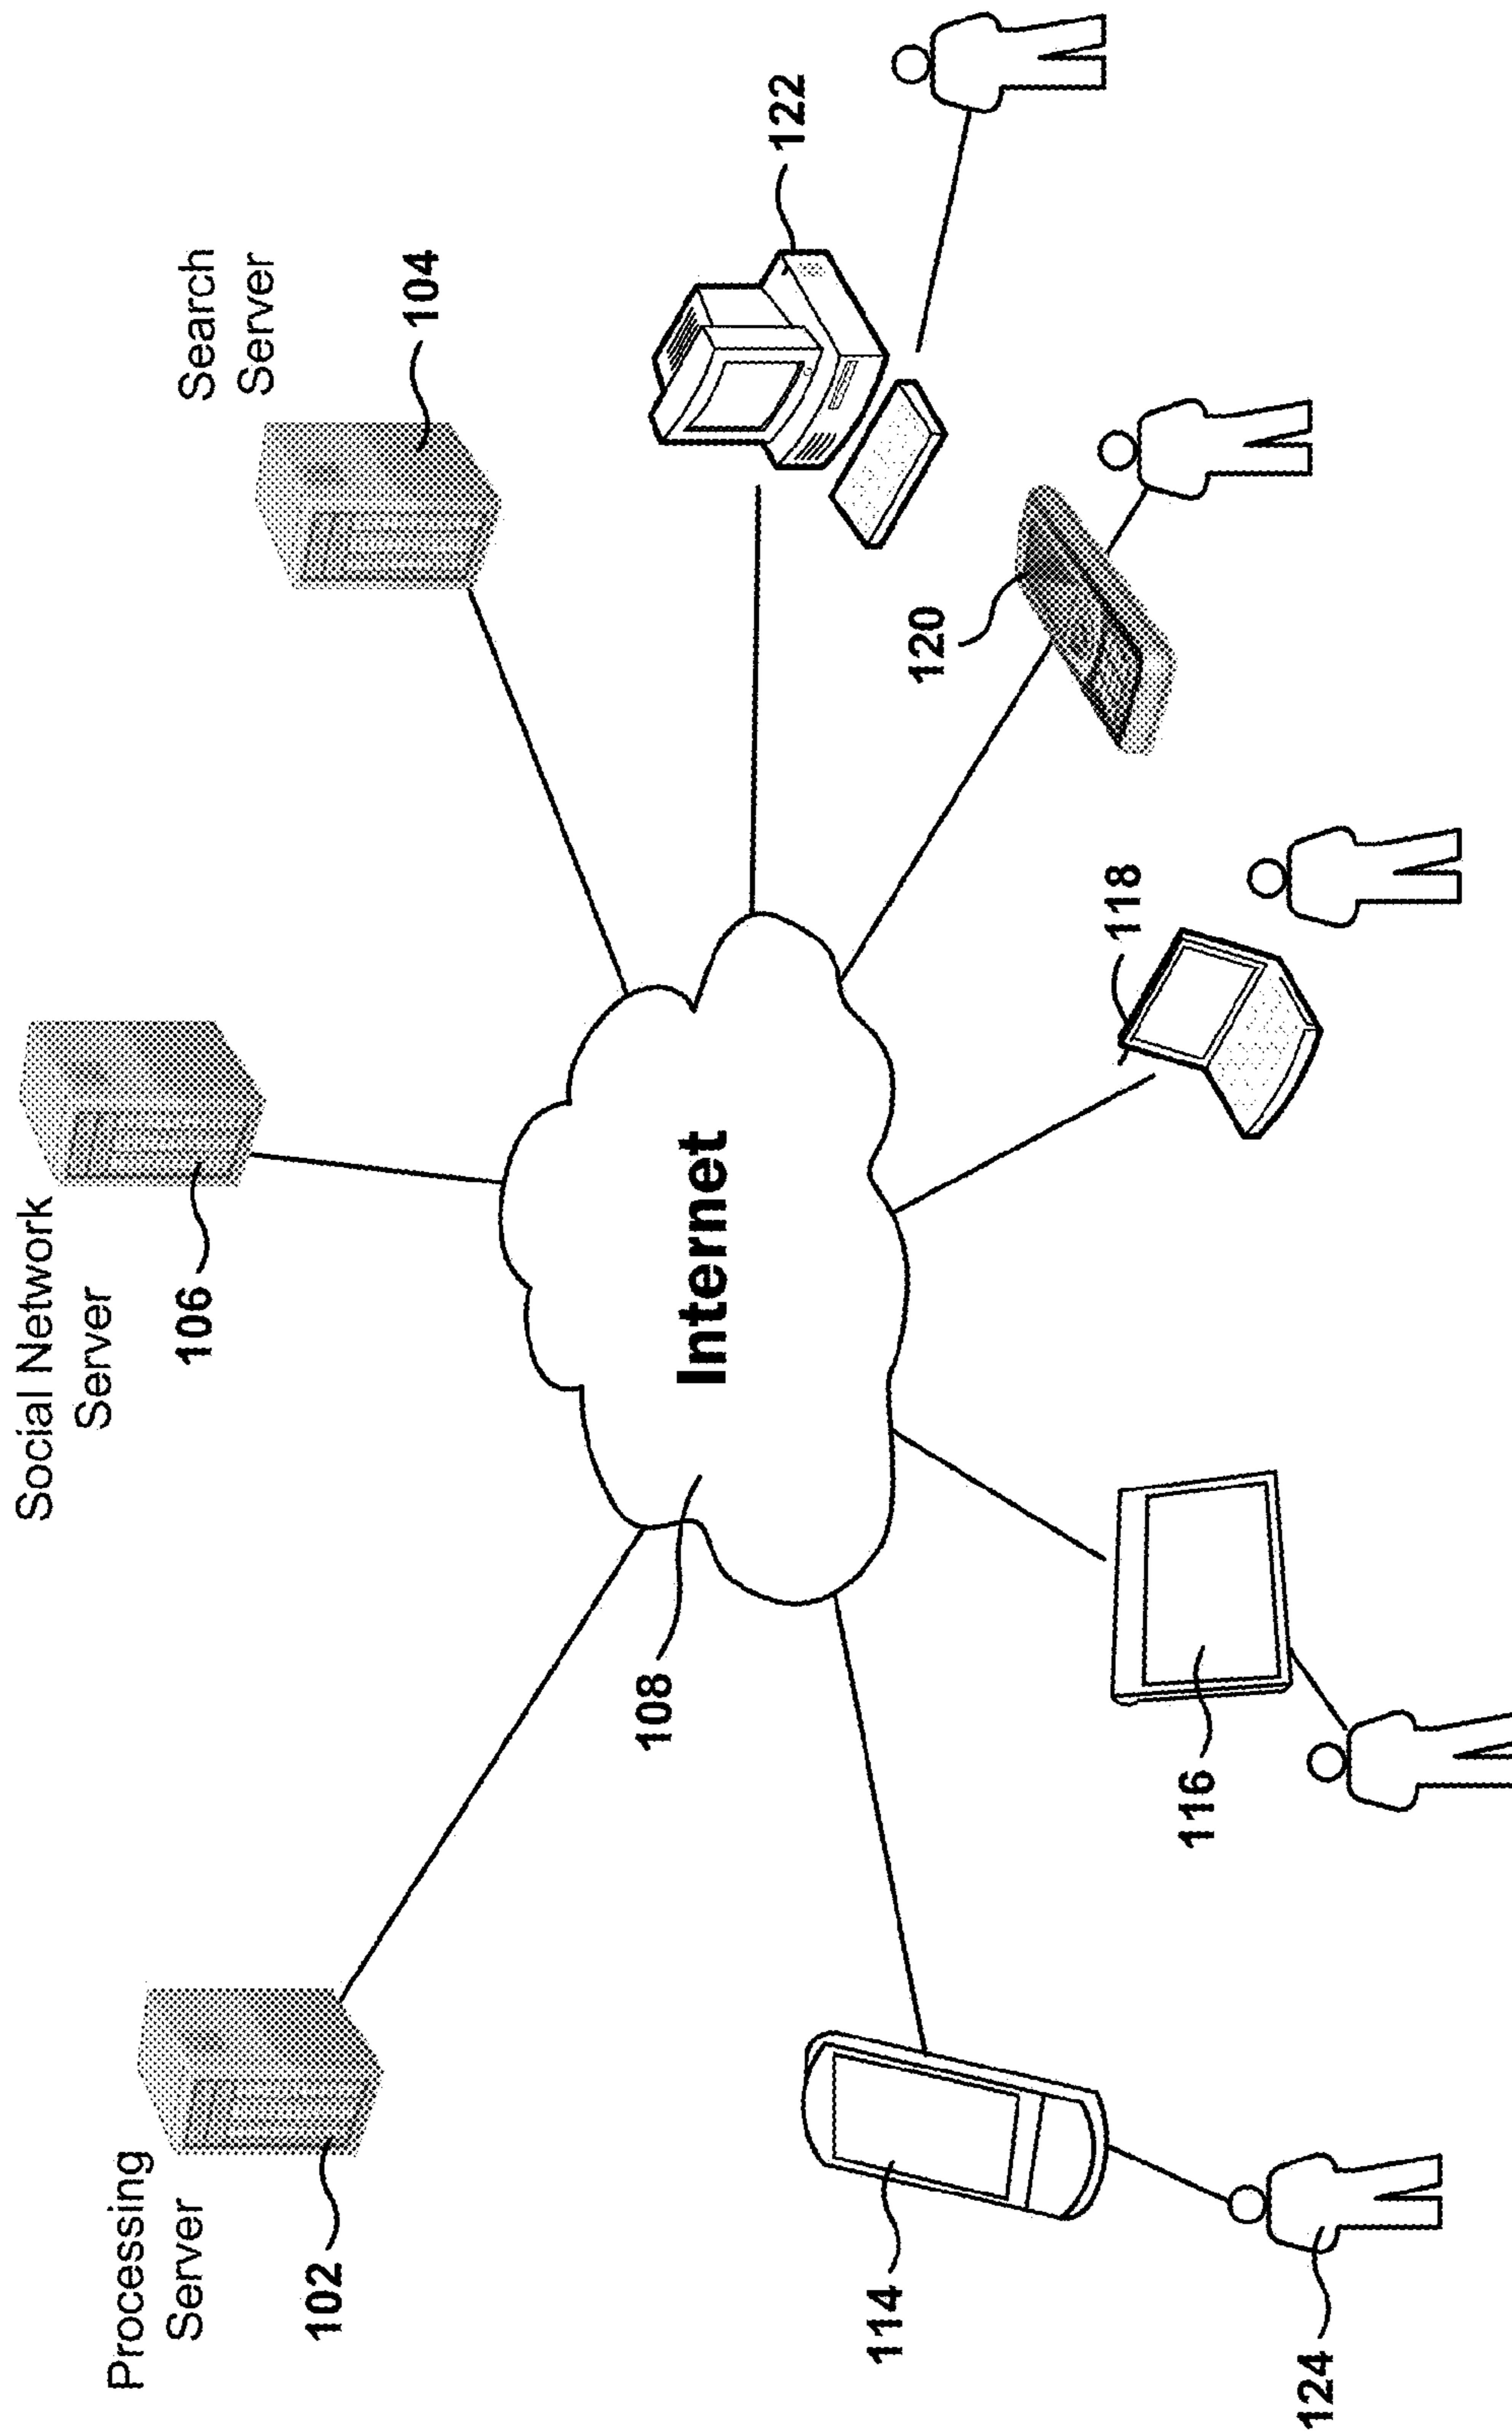 Processing
Server
102
Social Network
Server
106
Search
Server
104
108
Internet
122
120
118
116
114
124